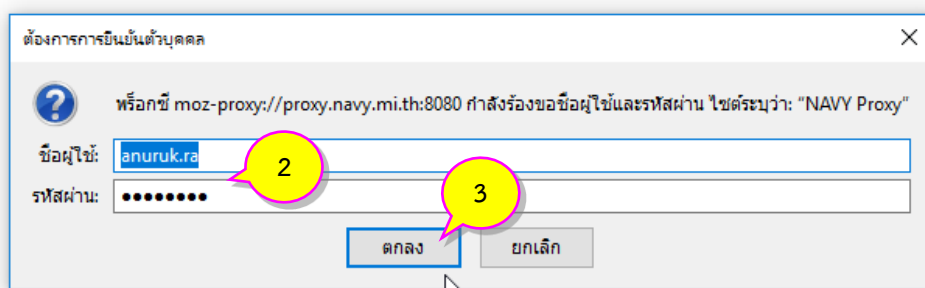 ต้องการการยืนยันตัวบุคคล
พร็อกซี moz-proxy://proxy.navy.mi.th:8080 กำลังร้องขอชื่อผู้ใช้และรหัสผ่าน ไซต์ระบุว่า: “NAVY Proxy”
ชื่อผู้ใช้: anuruk.ra
2
รหัสผ่าน: ●●●●●●●●
3
ตกลง ยกเลิก